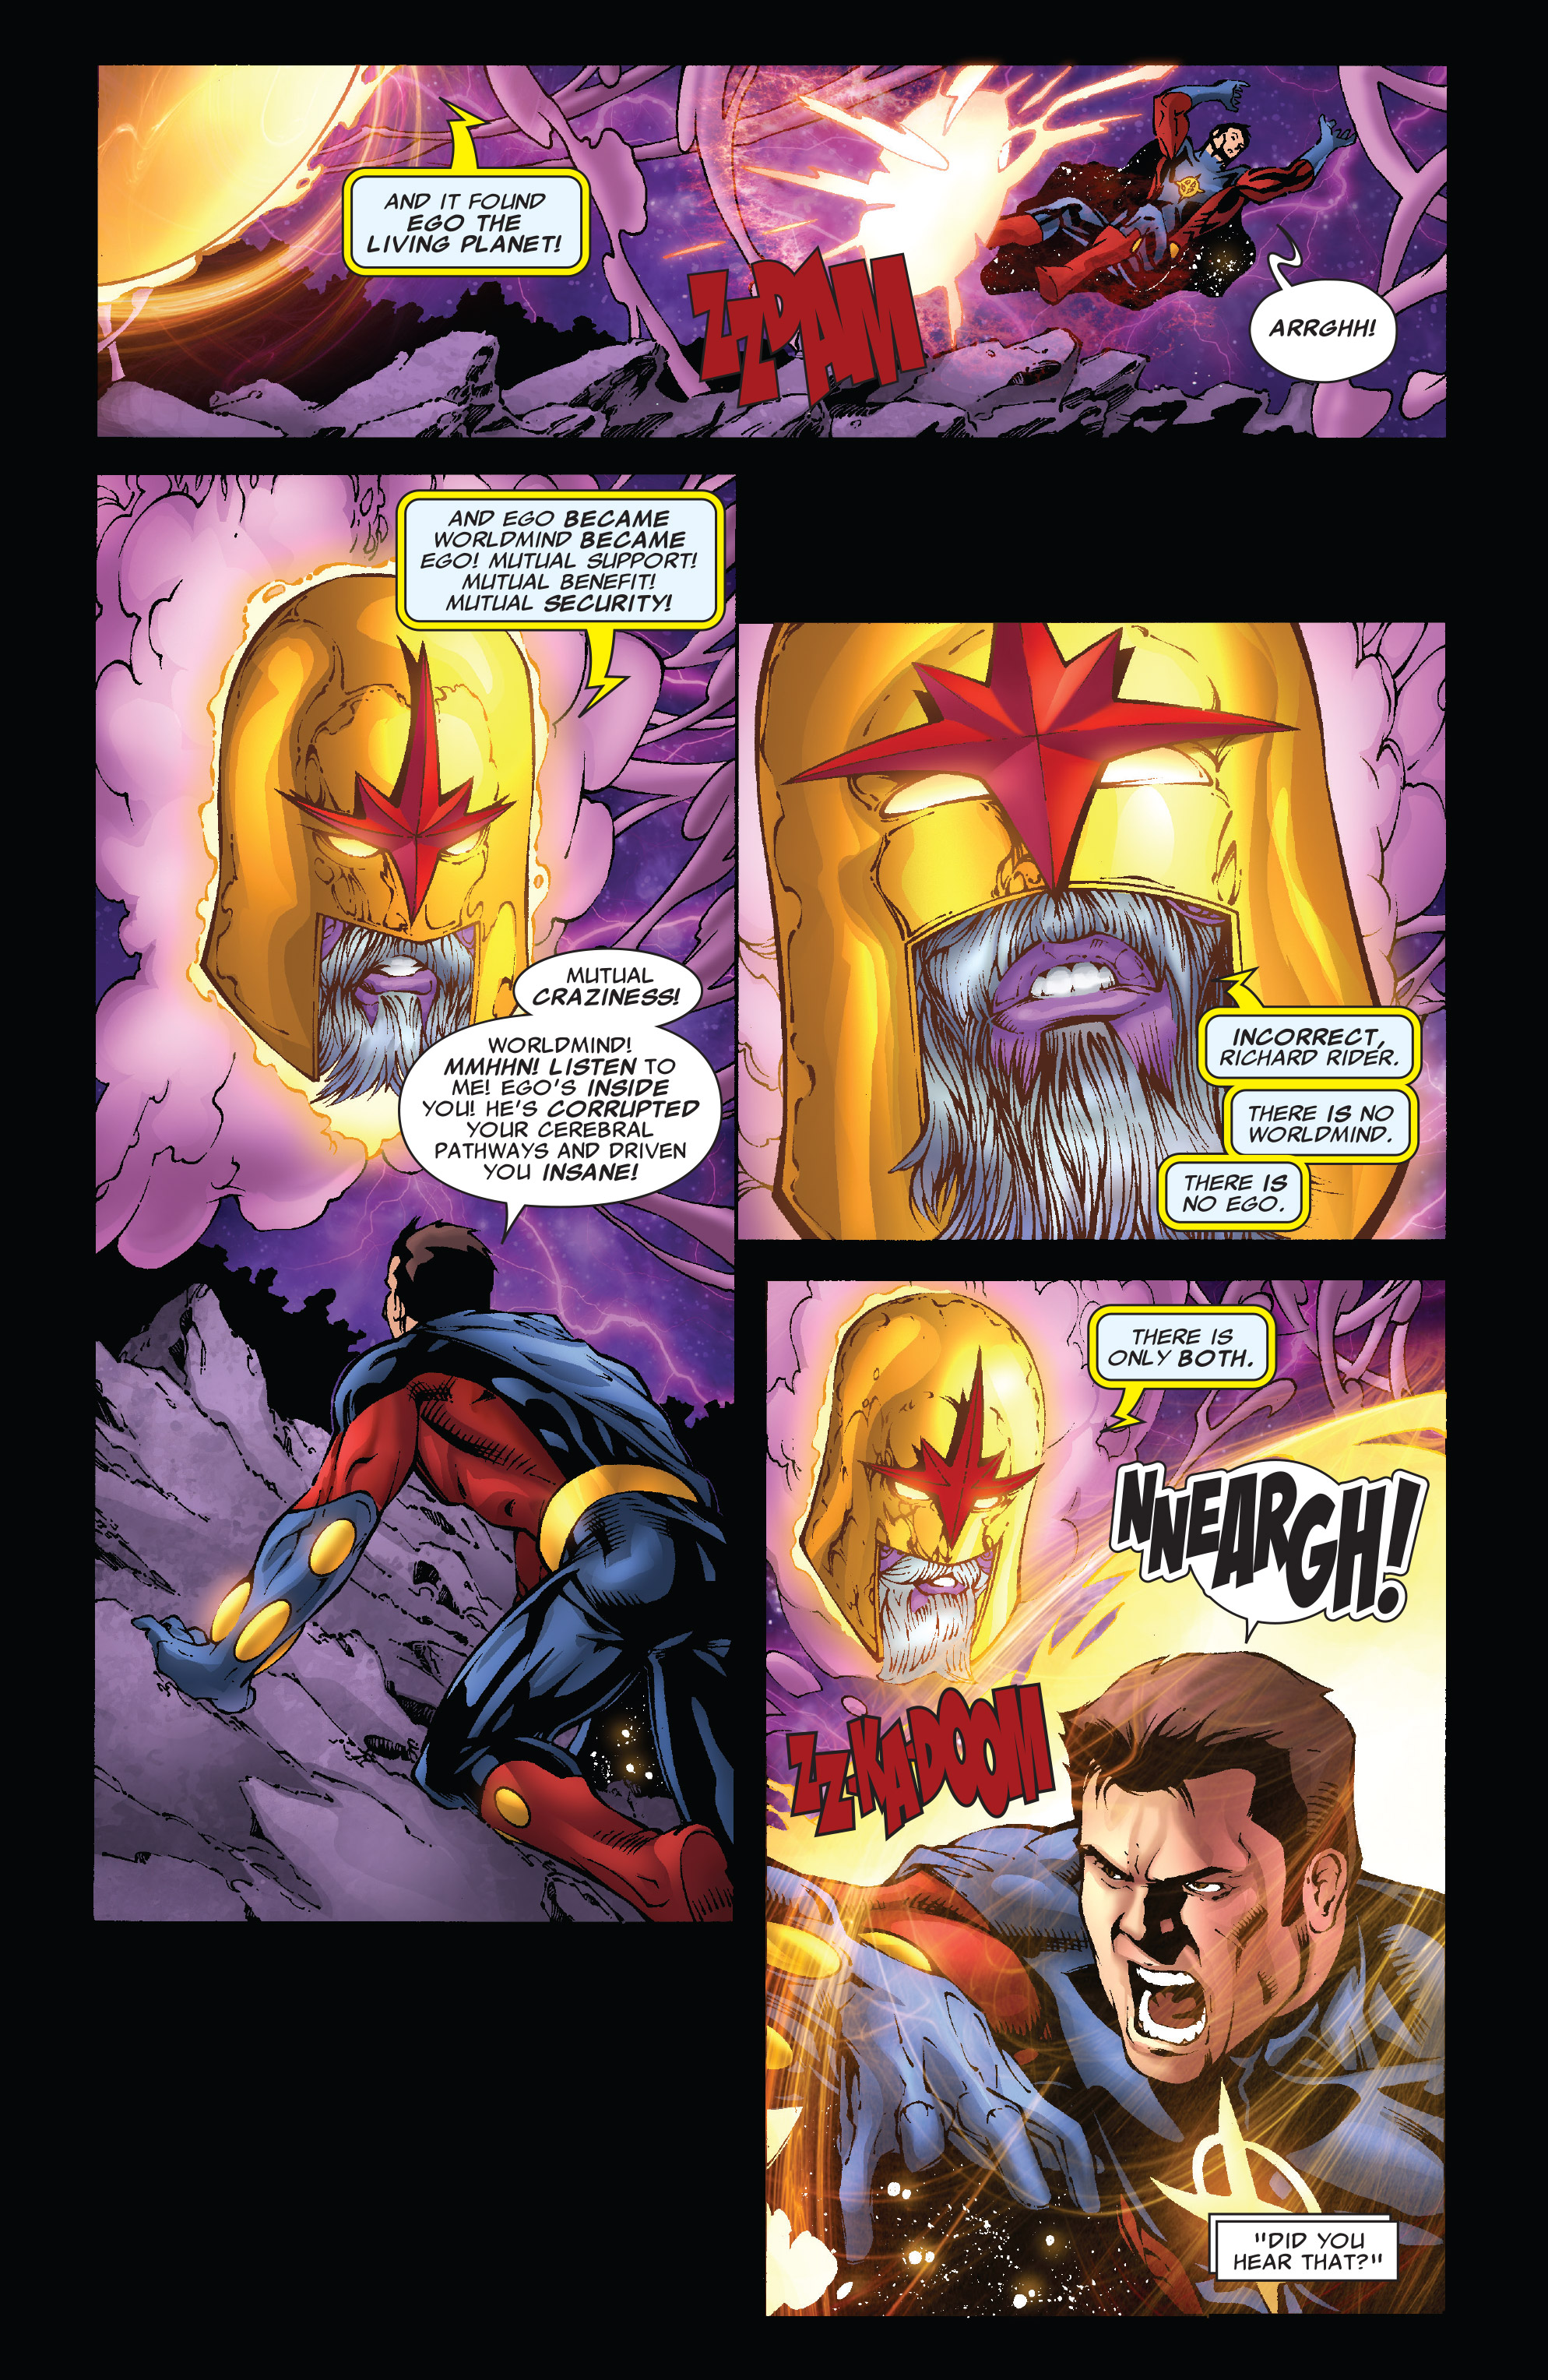 AND IT FOUND
EGO THE
LIVING PLANET!
ZZDAM
ARRGHH!
AND EGO BECAME
WORLDMIND BECAME
EGO! MUTUAL SUPPORT!
MUTUAL BENEFIT!
MUTUAL SECURITY!
MUTUAL
CRAZINESS!
WORLDMIND!
MMHHN! LISTEN TO
ME! EGO'S INSIDE
YOU! HE'S CORRUPTED
YOUR CEREBRAL
PATHWAYS AND DRIVEN
YOU INSANE!
INCORRECT,
RICHARD RIDER.
THERE IS NO
WORLDMIND.
THERE IS
NO EGO.
THERE IS
ONLY BOTH.
NNEARGH!
ZZ-KA-DOOM
"DID YOU
HEAR THAT?"